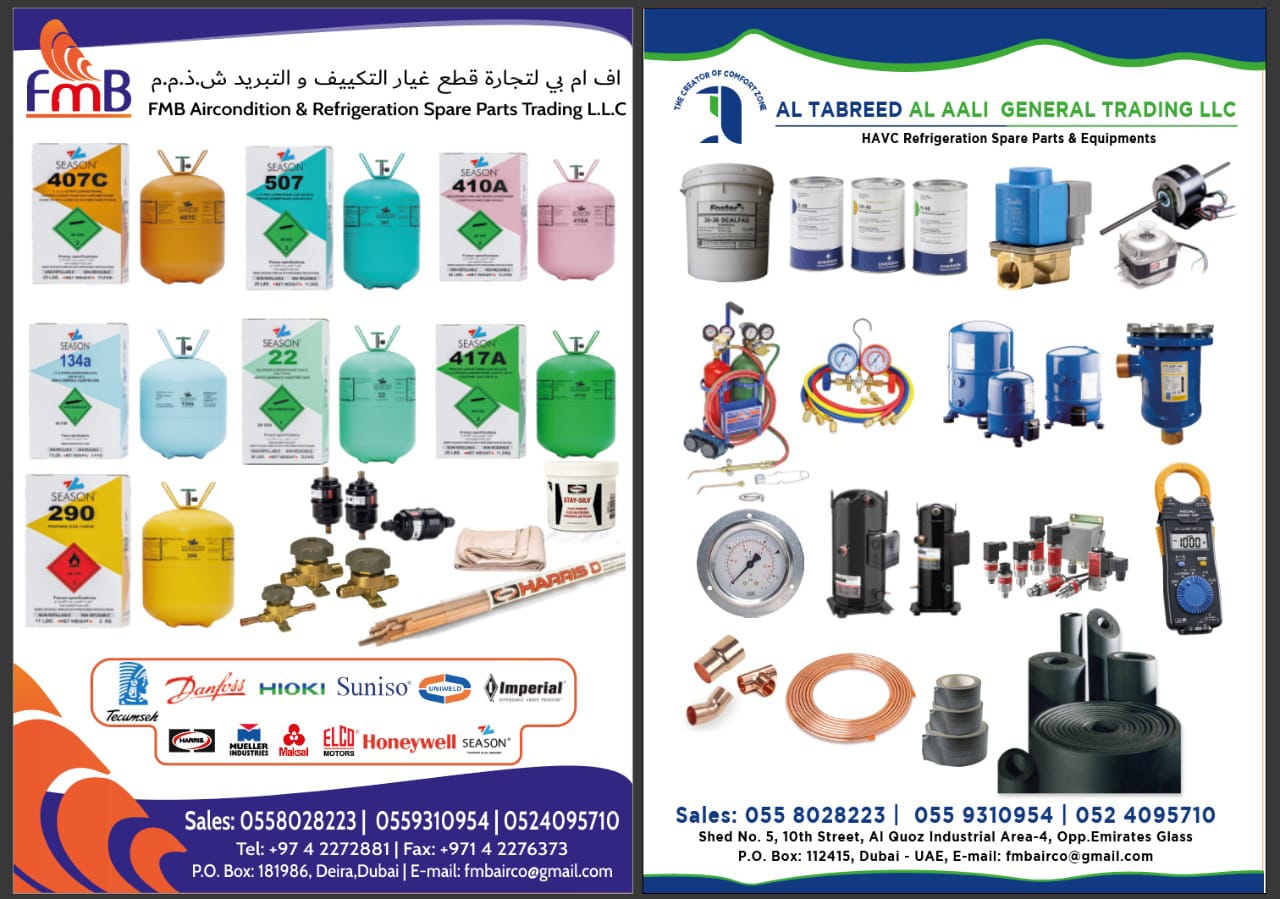 FmB
اف ام بي لتجارة قطع غيار التكييف و التبريد ش.ذ.م.م
FMB Aircondition & Refrigeration Spare Parts Trading L.L.C
SEASON
407C
SEASON
507
SEASON
410A
SEASON
134a
SEASON
22
SEASON
417A
SEASON
290
STAY-SILV
HARRIS
Tecumseh
Danfoss
HIOKI
Suniso
UNIWELD
Imperial
HARRIS
MUELLER
INDUSTRIES
Maksal
ELCO
MOTORS
Honeywell
SEASON
Sales: 0558028223 | 0559310954 | 0524095710
Tel: +97 4 2272881 | Fax: +971 4 2276373
P.O. Box: 181986, Deira,Dubai | E-mail: fmbairco@gmail.com
THE CREATOR OF COMFORT ZONE
AL TABREED AL AALI GENERAL TRADING LLC
HAVC Refrigeration Spare Parts & Equipments
Foster
30-36 SEALFAS
EMERSON
EMERSON
EMERSON
Danfoss
HIOKI
1000
Sales: 055 8028223 | 055 9310954 | 052 4095710
Shed No. 5, 10th Street, Al Quoz Industrial Area-4, Opp.Emirates Glass
P.O. Box: 112415, Dubai - UAE, E-mail: fmbairco@gmail.com